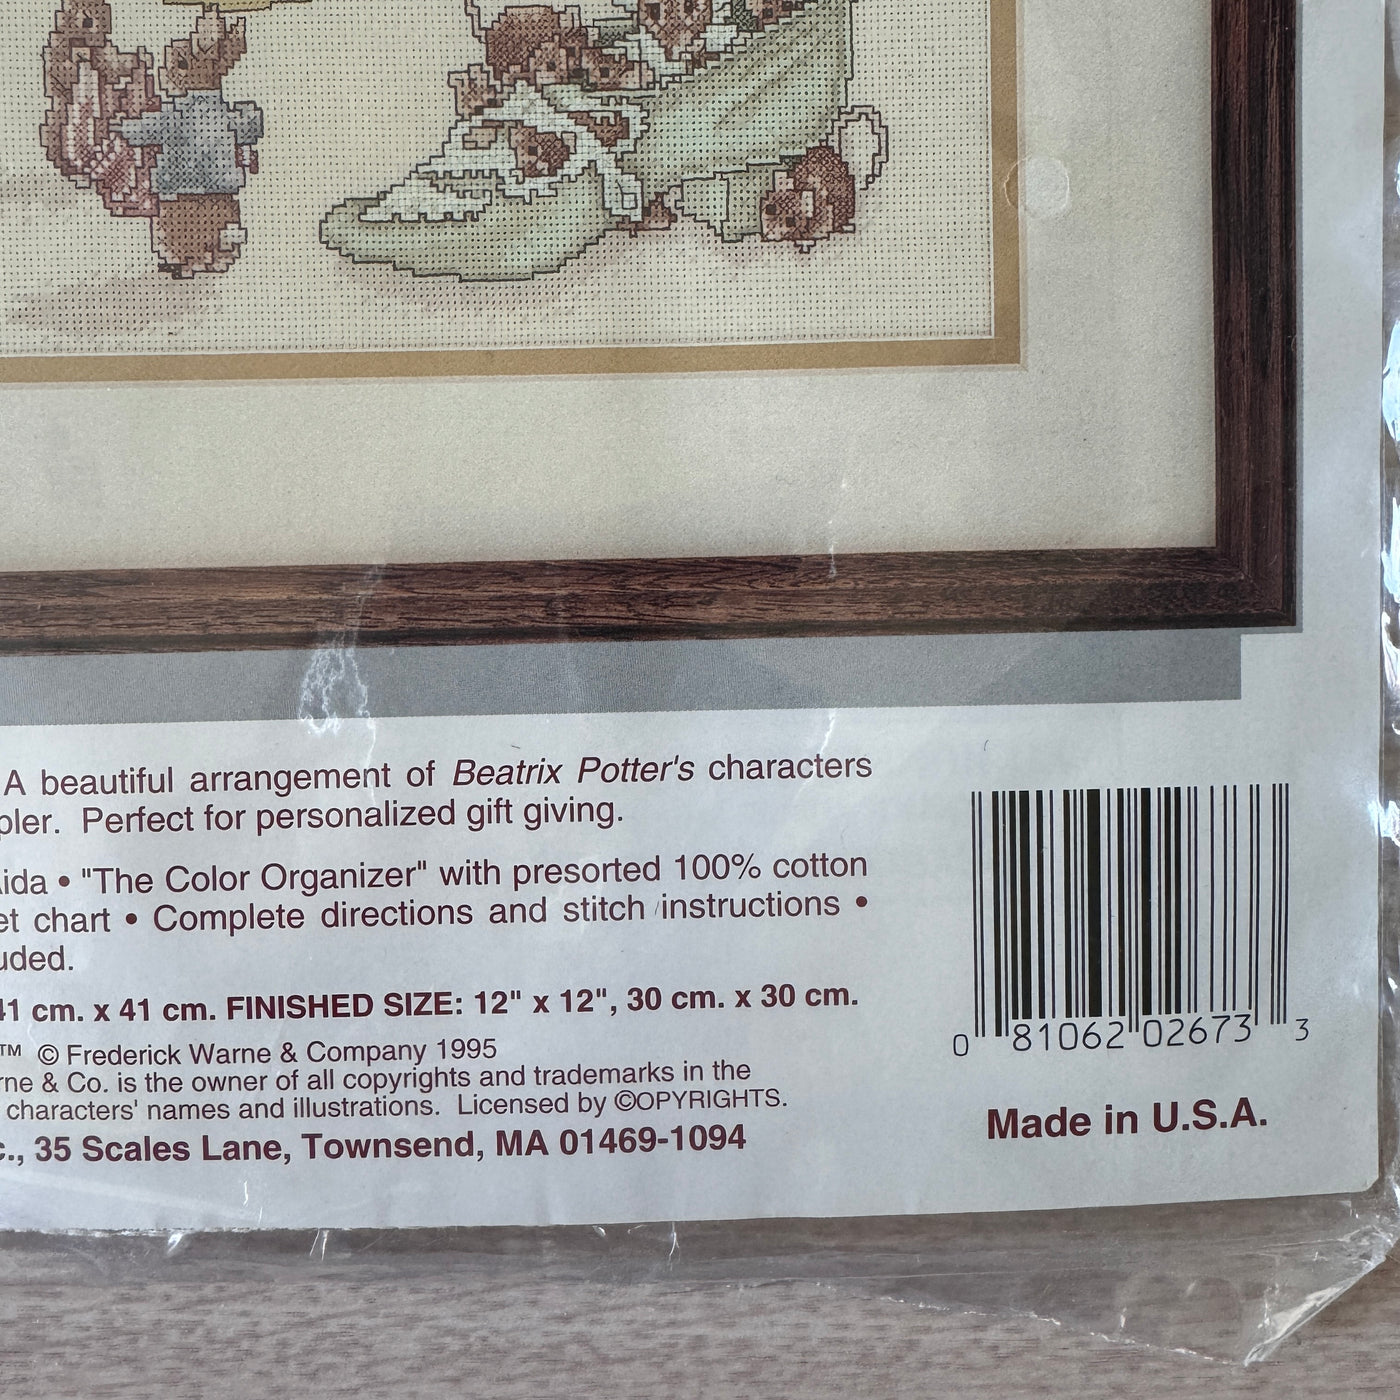 A beautiful arrangement of Beatrix Potter's characters
pler. Perfect for personalized gift giving.
ida • "The Color Organizer" with presorted 100% cotton
et chart • Complete directions and stitch instructions •
uded.
41 cm. x 41 cm. FINISHED SIZE: 12" x 12", 30 cm. x 30 cm.
™ © Frederick Warne & Company 1995
rne & Co. is the owner of all copyrights and trademarks in the
characters' names and illustrations. Licensed by ©OPYRIGHTS.
c., 35 Scales Lane, Townsend, MA 01469-1094
0 81062 02673 3
Made in U.S.A.